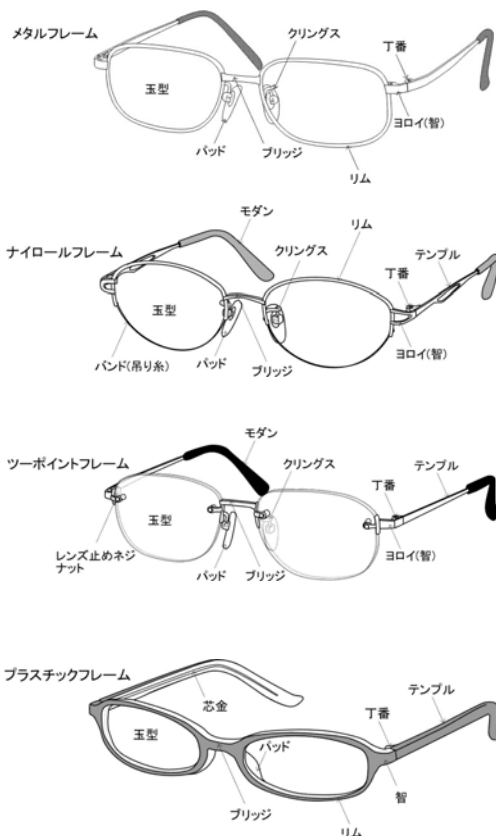 メタルフレーム
クリングス
丁番
玉型
ヨロイ(智)
パッド
ブリッジ
リム
モダン
リム
ナイロールフレーム
クリングス
テンプル
丁番
玉型
ヨロイ(智)
バンド(吊り糸)
パッド
ブリッジ
モダン
ツーポイントフレーム
クリングス
テンプル
丁番
玉型
レンズ止めネジ
ナット
パッド
ブリッジ
ヨロイ(智)
プラスチックフレーム
テンプル
芯金
丁番
玉型
パッド
智
ブリッジ
リム